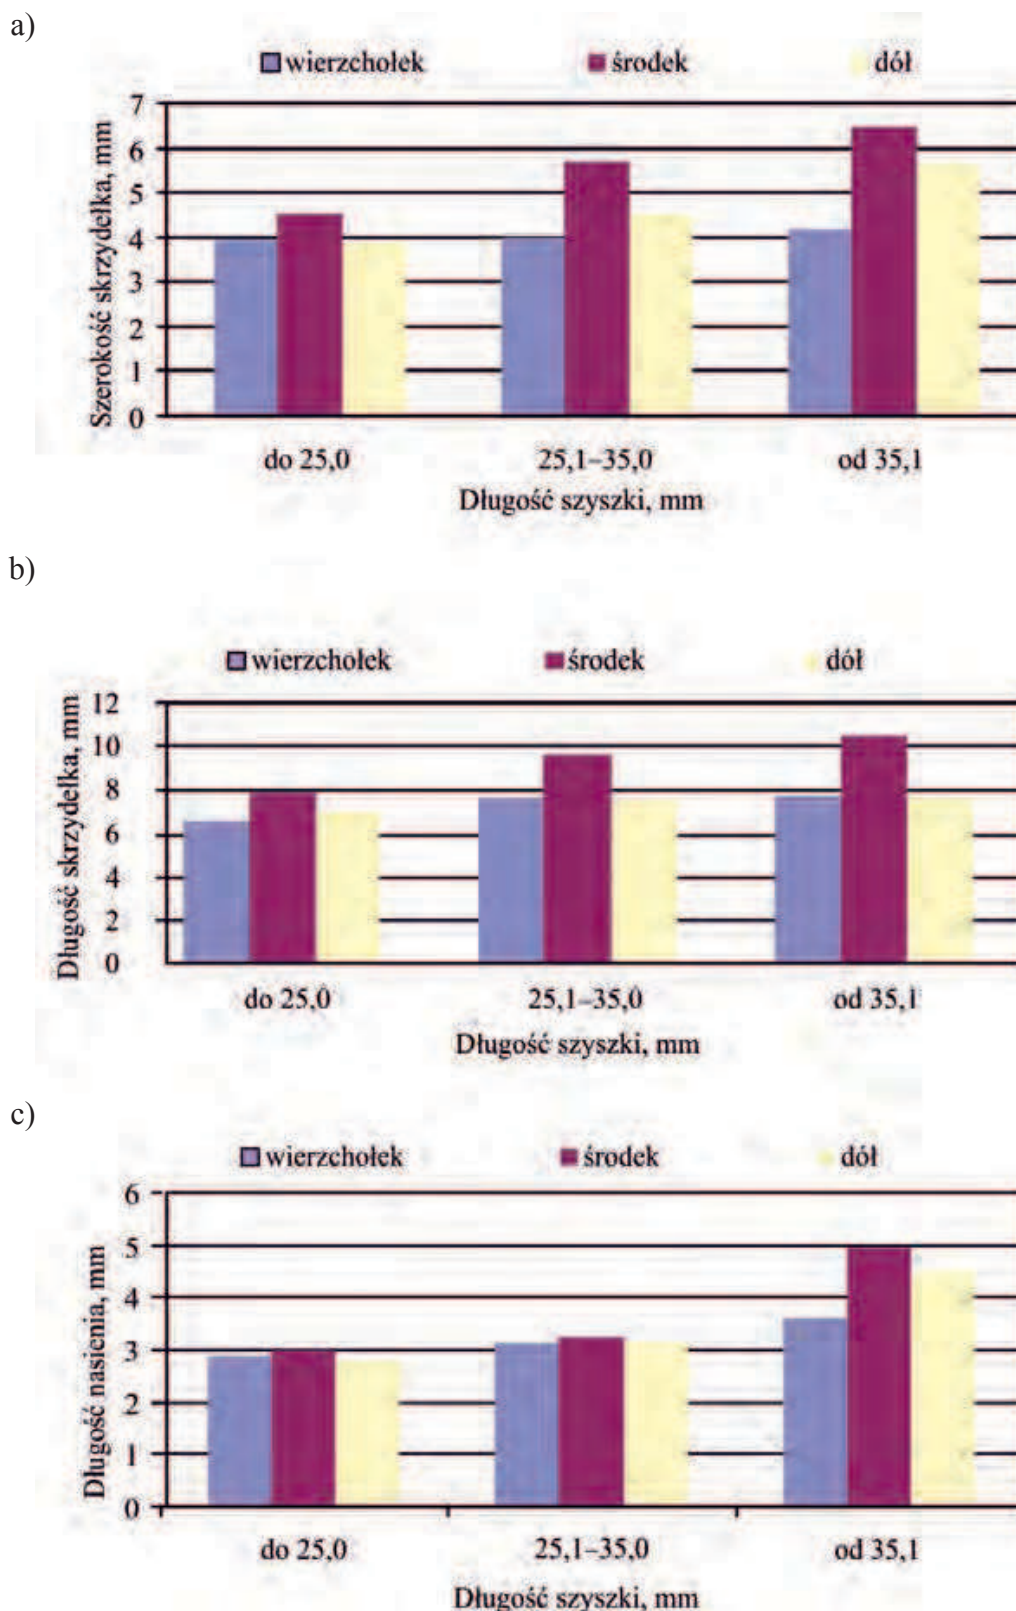 a)
wierzchołek środek dół
Szerokość skrzydełka, mm
7
6
5
4
3
2
1
0
do 25,0 25,1–35,0 od 35,1
Długość szyszki, mm
b)
wierzchołek środek dół
Długość skrzydełka, mm
12
10
8
6
4
2
0
do 25,0 25,1–35,0 od 35,1
Długość szyszki, mm
c)
wierzchołek środek dół
Długość nasienia, mm
6
5
4
3
2
1
0
do 25,0 25,1–35,0 od 35,1
Długość szyszki, mm